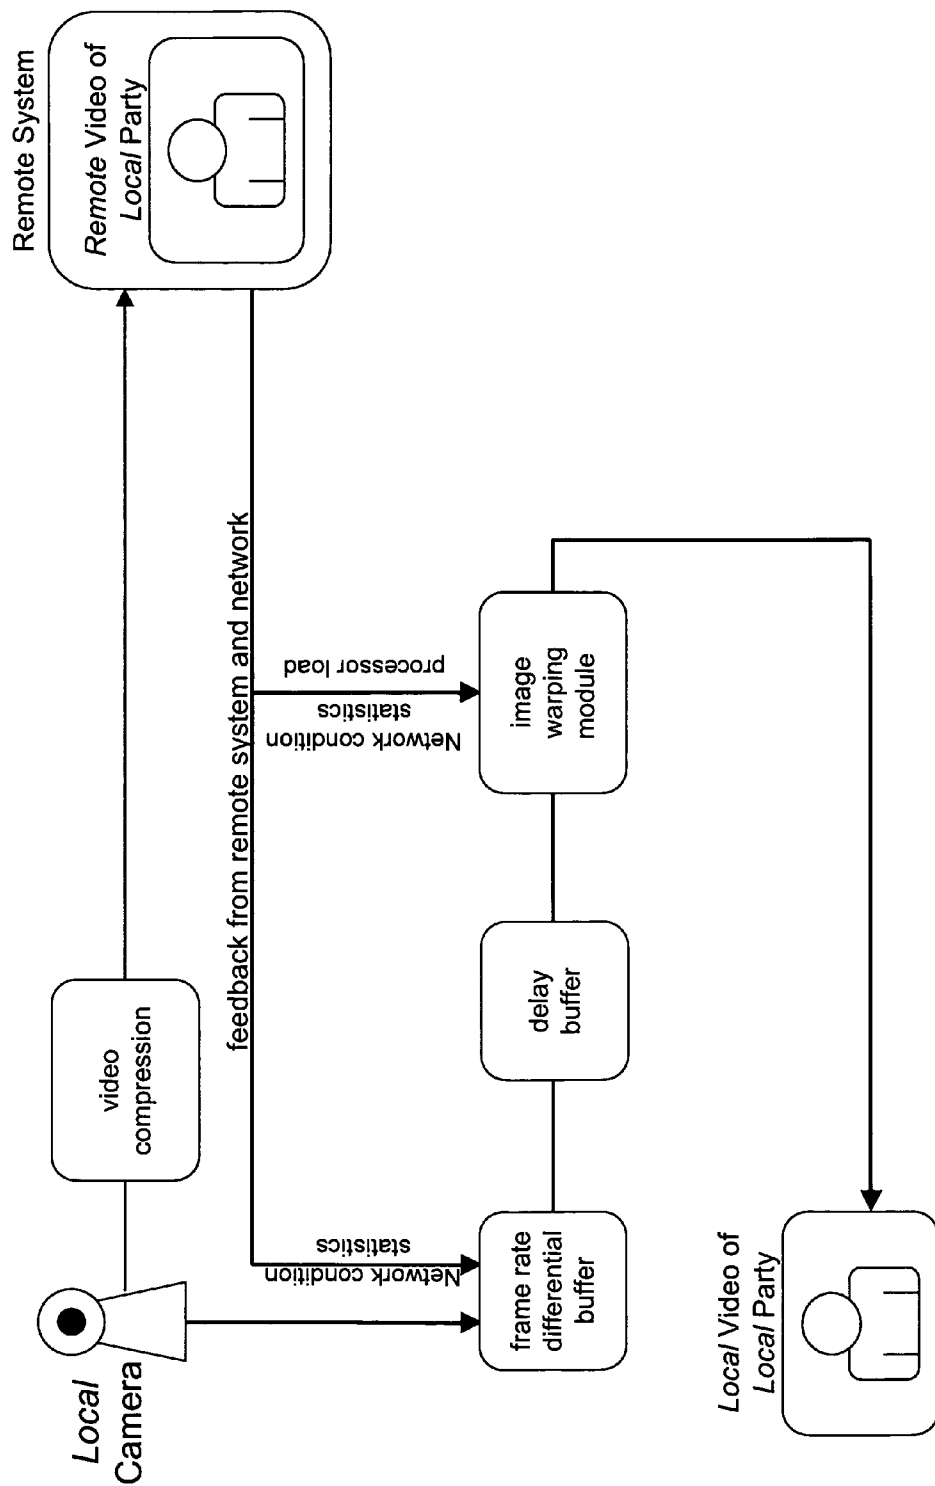 Local
Camera
video
compression
Remote System
Remote Video of
Local Party
feedback from remote system and network
Network condition
statistics
Network condition
statistics
processor load
frame rate
differential
buffer
delay
buffer
image
warping
module
Local Video of
Local Party